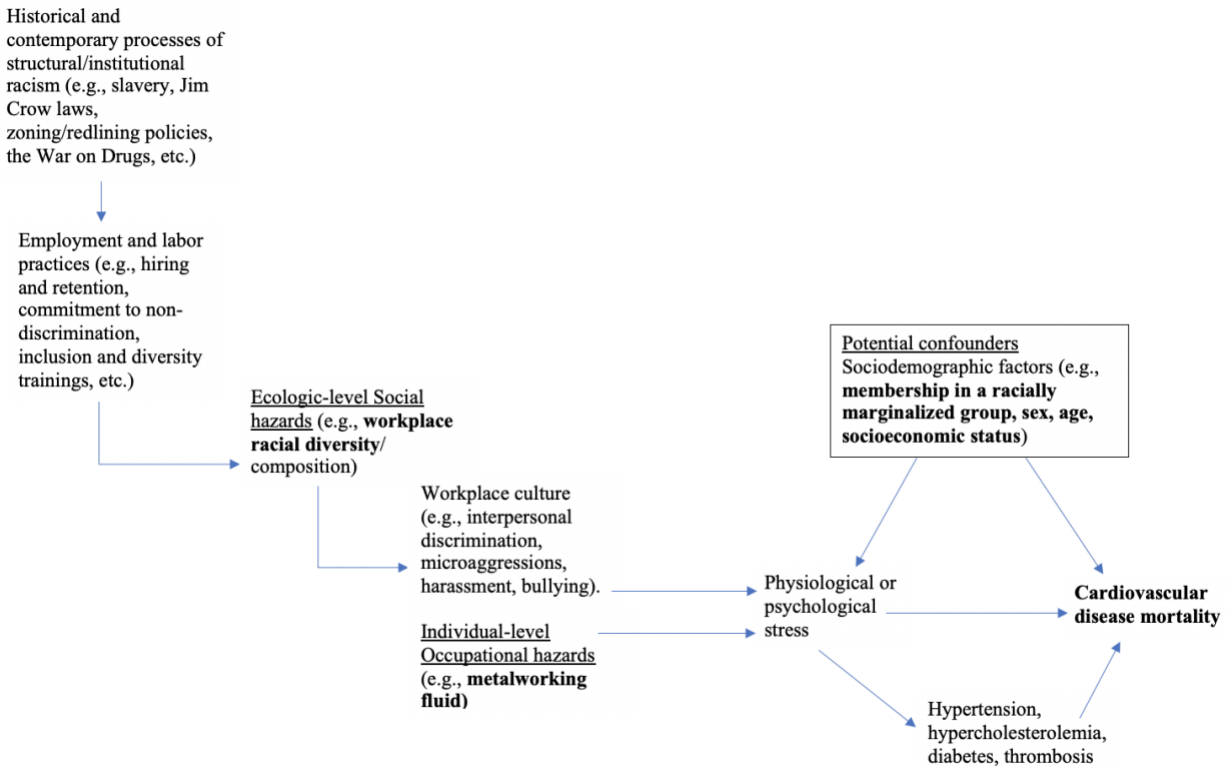 Historical and
contemporary processes of
structural/institutional
racism (e.g., slavery, Jim
Crow laws,
zoning/redlining policies,
the War on Drugs, etc.)
Employment and labor
practices (e.g., hiring
and retention,
commitment to non-
discrimination,
inclusion and diversity
trainings, etc.)
Ecologic-level Social
hazards (e.g., workplace
racial diversity/
composition)
Workplace culture
(e.g., interpersonal
discrimination,
microaggressions,
harassment, bullying).
Individual-level
Occupational hazards
(e.g., metalworking
fluid)
Potential confounders
Sociodemographic factors (e.g.,
membership in a racially
marginalized group, sex, age,
socioeconomic status)
Physiological or
psychological
stress
Cardiovascular
disease mortality
Hypertension,
hypercholesterolemia,
diabetes, thrombosis